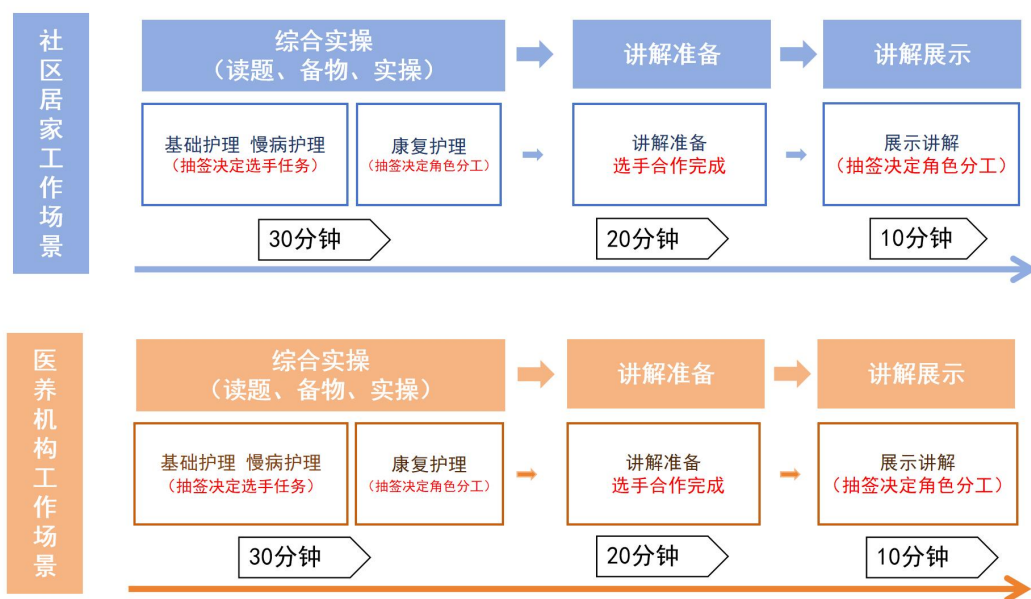 社区居家工作场景
综合实操
（读题、备物、实操）
讲解准备
讲解展示
基础护理 慢病护理
（抽签决定选手任务）
康复护理
（抽签决定角色分工）
讲解准备
选手合作完成
展示讲解
（抽签决定角色分工）
30分钟
20分钟
10分钟
医养机构工作场景
综合实操
（读题、备物、实操）
讲解准备
讲解展示
基础护理 慢病护理
（抽签决定选手任务）
康复护理
（抽签决定角色分工）
讲解准备
选手合作完成
展示讲解
（抽签决定角色分工）
30分钟
20分钟
10分钟